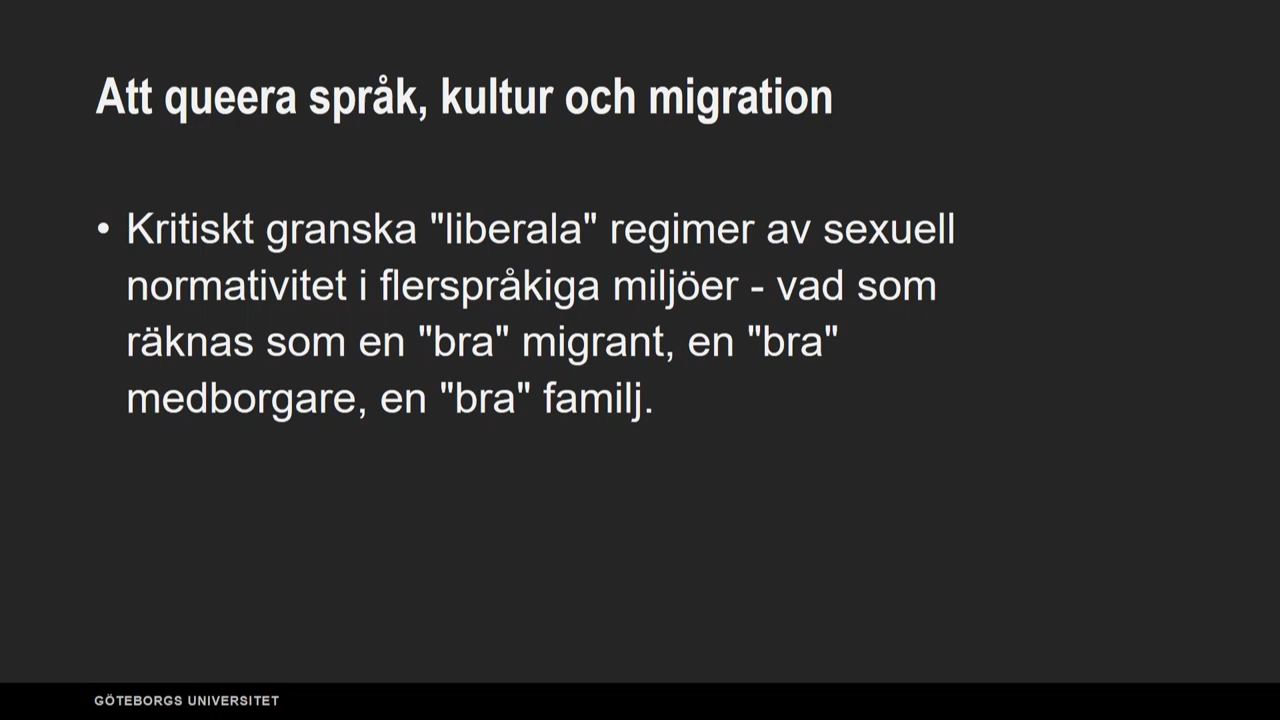 Att queera språk, kultur och migration
• Kritiskt granska "liberala" regimer av sexuell
normativitet i flerspråkiga miljöer - vad som
räknas som en "bra" migrant, en "bra"
medborgare, en "bra" familj.
GÖTEBORGS UNIVERSITET